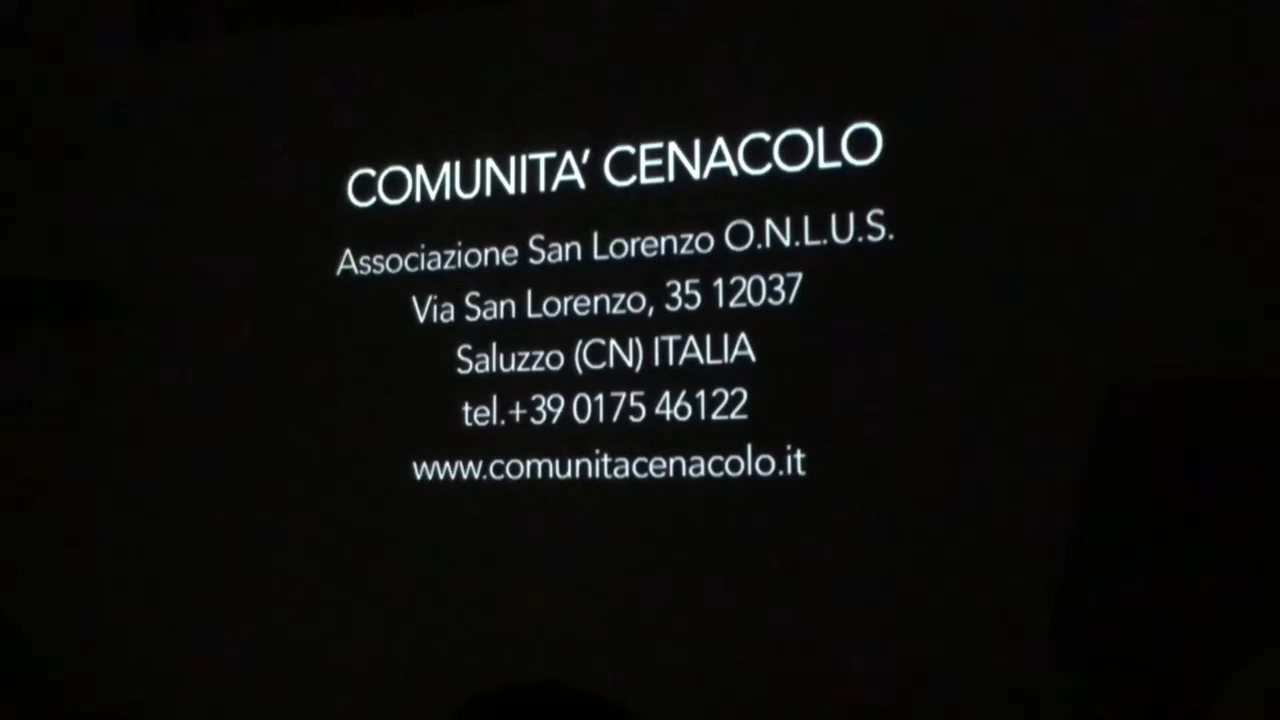 COMUNITA' CENACOLO
Associazione San Lorenzo O.N.L.U.S.
Via San Lorenzo, 35 12037
Saluzzo (CN) ITALIA
tel.+39 0175 46122
www.comunitacenacolo.it